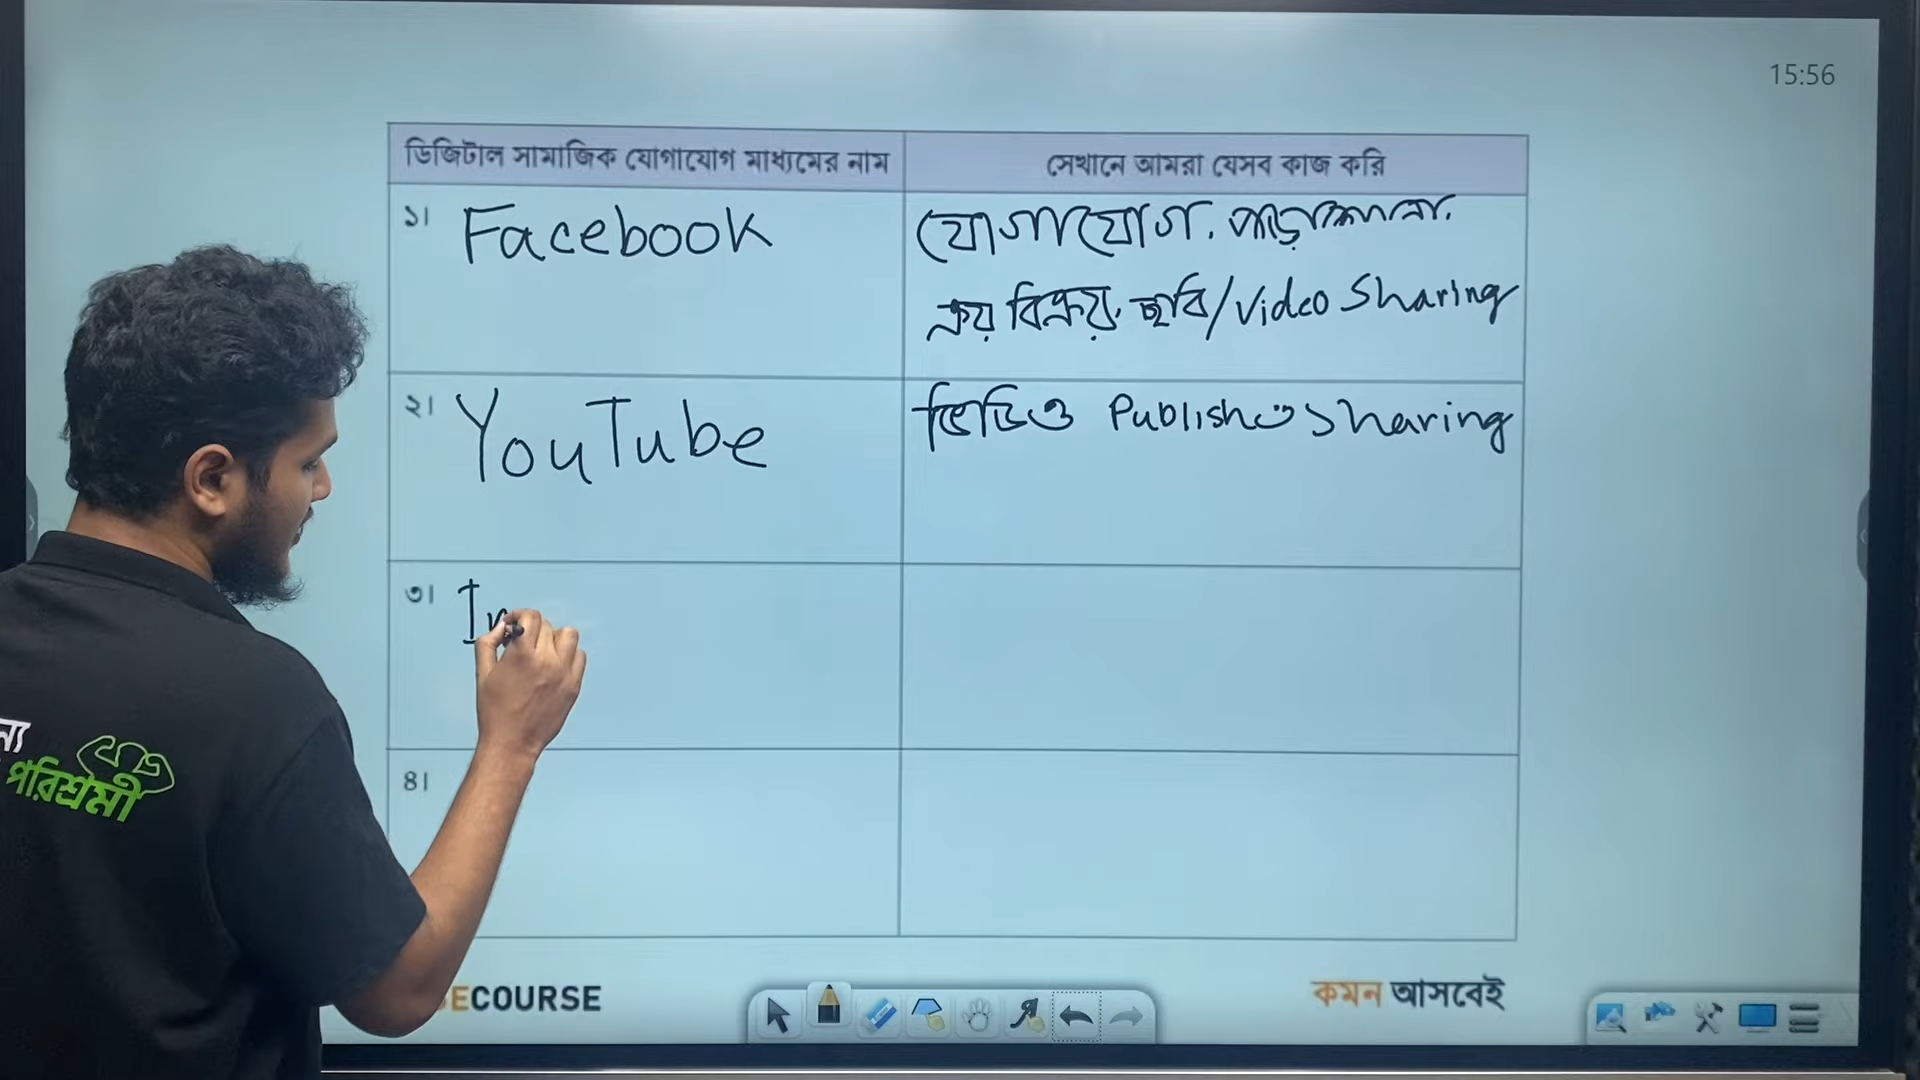 15:56
ডিজিটাল সামাজিক যোগাযোগ মাধ্যমের নাম
সেখানে আমরা যেসব কাজ করি
১। Facebook
যোগাযোগ, পড়াশোনা,
ক্রয় বিক্রয়, ছবি/Video Sharing
২। YouTube
ভিডিও Publish ও Sharing
৩। In
৪।
ন্য
পরিশ্রমী
ECOURSE
কমন আসবেই